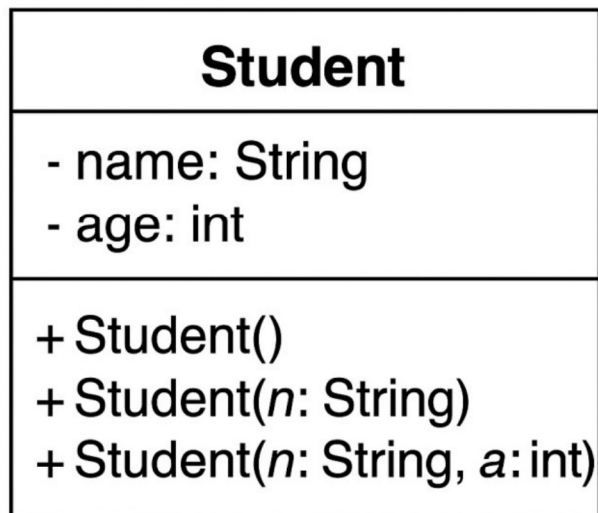 Student
- name: String
- age: int
+ Student()
+ Student(n: String)
+ Student(n: String, a: int)